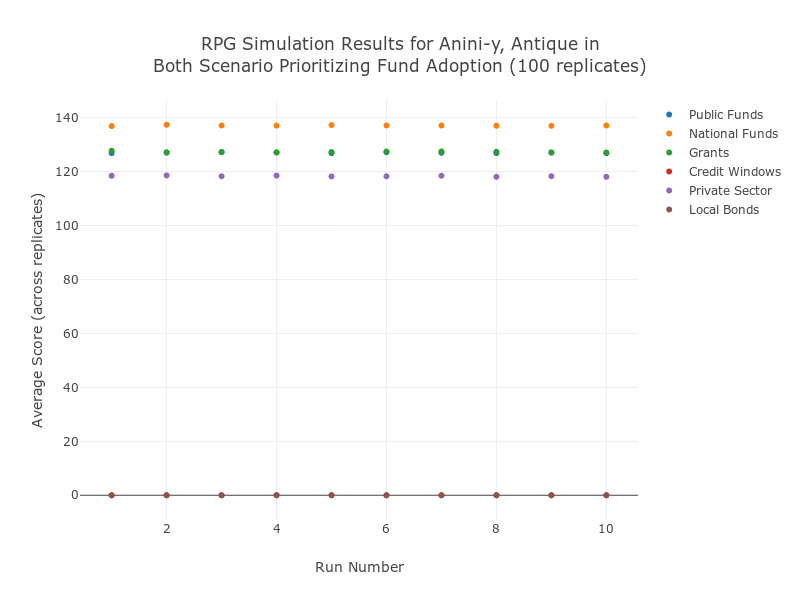 RPG Simulation Results for Anini-y, Antique in
Both Scenario Prioritizing Fund Adoption (100 replicates)
Public Funds
National Funds
Grants
Credit Windows
Private Sector
Local Bonds
Average Score (across replicates)
140
120
100
80
60
40
20
0
2
4
6
8
10
Run Number